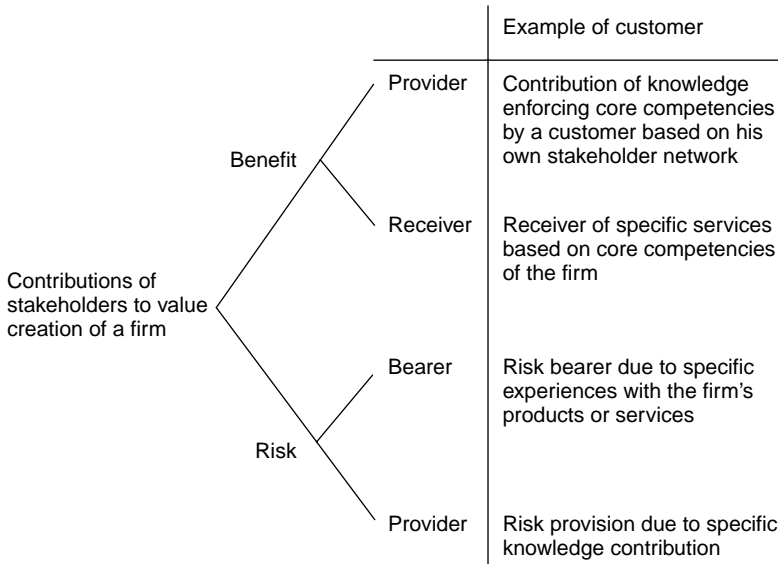 Example of customer
Provider
Contribution of knowledge
enforcing core competencies
by a customer based on his
own stakeholder network
Benefit
Receiver
Receiver of specific services
based on core competencies
of the firm
Contributions of
stakeholders to value
creation of a firm
Bearer
Risk bearer due to specific
experiences with the firm's
products or services
Risk
Provider
Risk provision due to specific
knowledge contribution